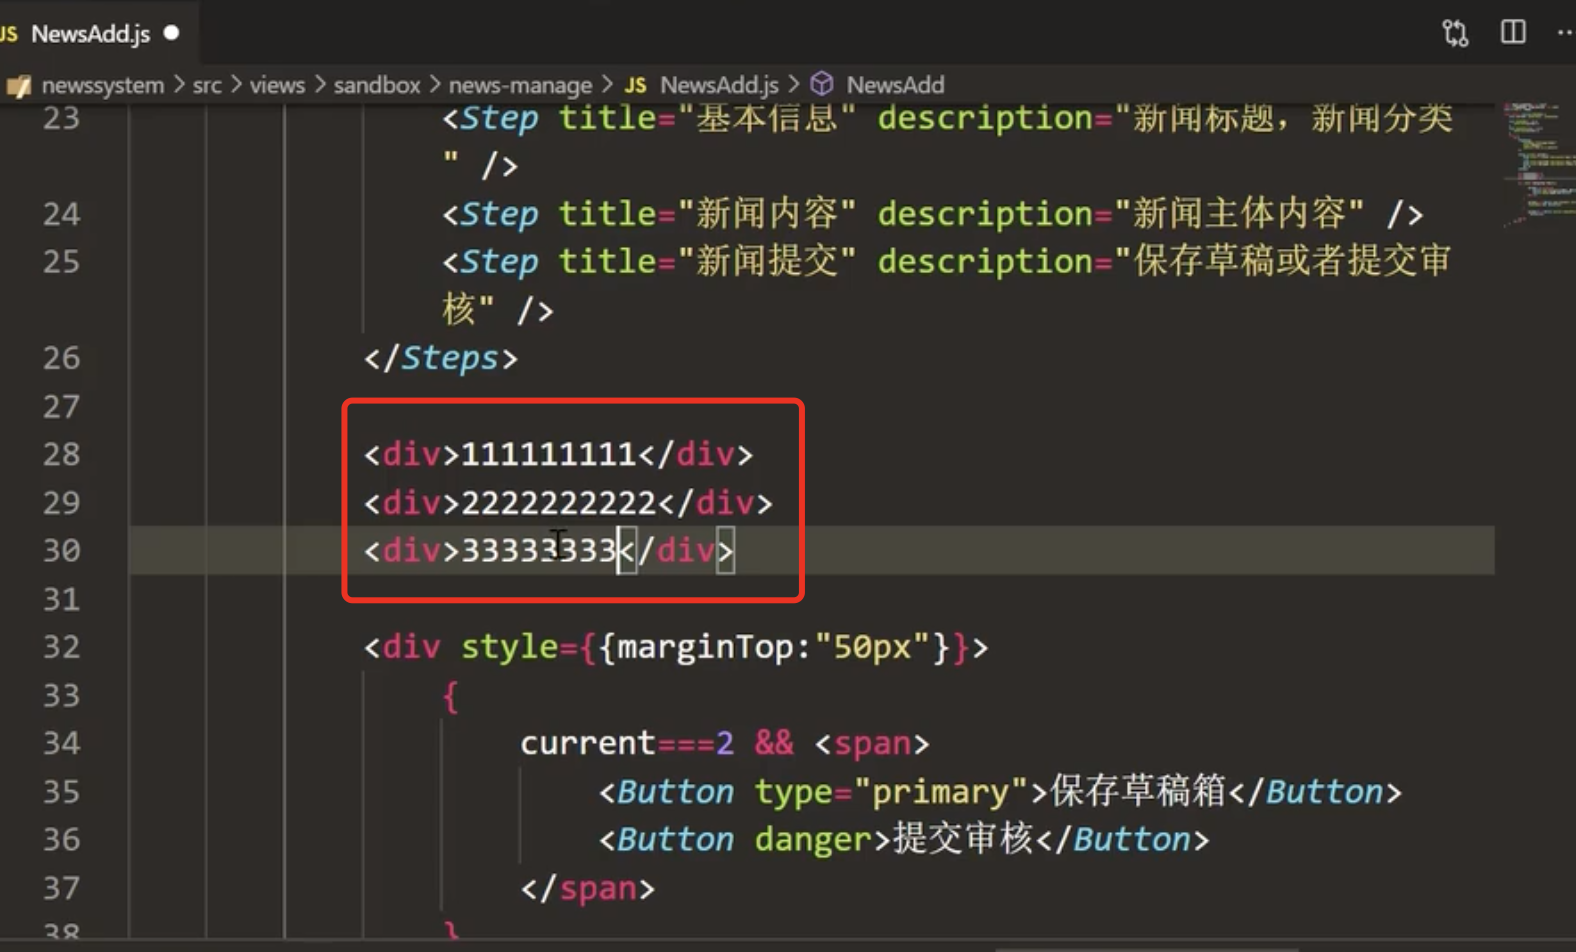 JS NewsAdd.js
newssystem > src > views > sandbox > news-manage > JS NewsAdd.js > NewsAdd
23 <Step title="基本信息" description="新闻标题，新闻分类
" />
24 <Step title="新闻内容" description="新闻主体内容" />
25 <Step title="新闻提交" description="保存草稿或者提交审
核" />
26 </Steps>
27
28 <div>111111111</div>
29 <div>2222222222</div>
30 <div>33333333</div>
31
32 <div style={{marginTop:"50px"}}>
33 {
34 current===2 && <span>
35 <Button type="primary">保存草稿箱</Button>
36 <Button danger>提交审核</Button>
37 </span>
38 }